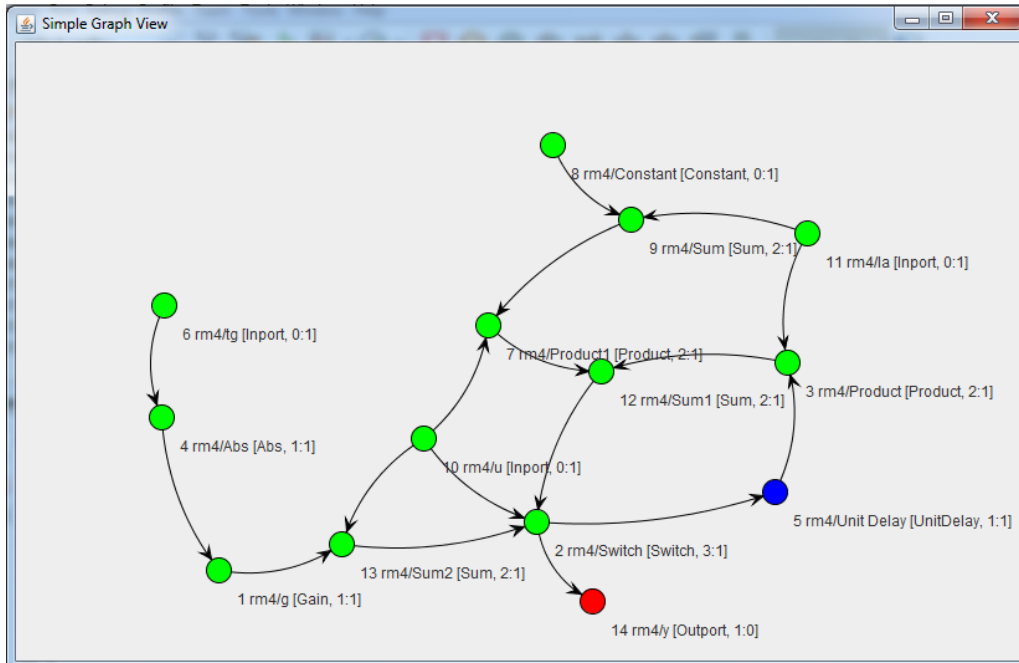 Simple Graph View
8 rm4/Constant [Constant, 0:1]
9 rm4/Sum [Sum, 2:1]
11 rm4/la [Inport, 0:1]
6 rm4/tg [Inport, 0:1]
7 rm4/Product1 [Product, 2:1]
12 rm4/Sum1 [Sum, 2:1]
3 rm4/Product [Product, 2:1]
4 rm4/Abs [Abs, 1:1]
10 rm4/u [Inport, 0:1]
5 rm4/Unit Delay [UnitDelay, 1:1]
2 rm4/Switch [Switch, 3:1]
13 rm4/Sum2 [Sum, 2:1]
1 rm4/g [Gain, 1:1]
14 rm4/y [Outport, 1:0]